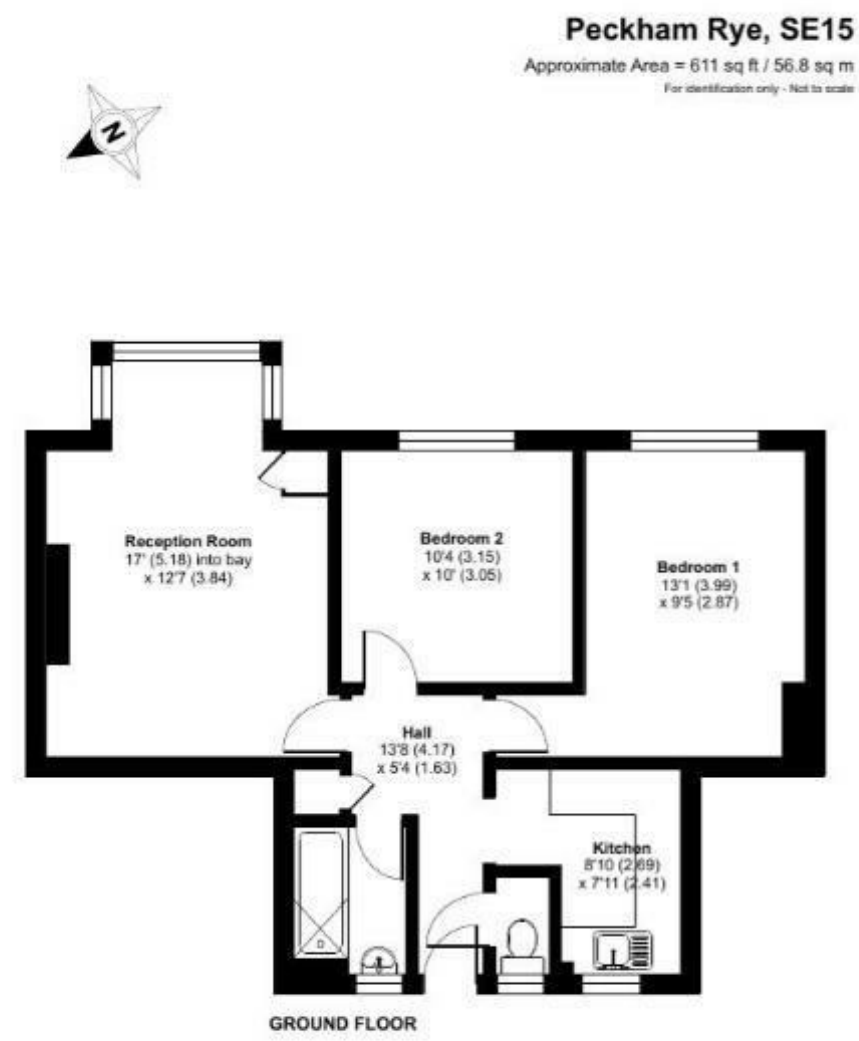 Peckham Rye, SE15
Approximate Area = 611 sq ft / 56.8 sq m
For identification only - Not to scale
N
Reception Room
17' (5.18) into bay
x 12'7 (3.84)
Bedroom 2
10'4 (3.15)
x 10' (3.05)
Bedroom 1
13'1 (3.99)
x 9'5 (2.87)
Hall
13'8 (4.17)
x 5'4 (1.63)
Kitchen
8'10 (2.69)
x 7'11 (2.41)
GROUND FLOOR